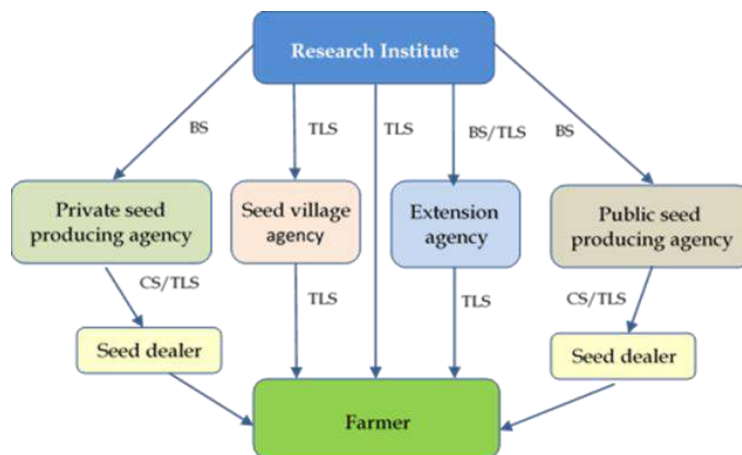 Research Institute
BS
TLS
TLS
BS/TLS
BS
Private seed
producing agency
Seed village
agency
Extension
agency
Public seed
producing agency
CS/TLS
TLS
TLS
CS/TLS
Seed dealer
Seed dealer
Farmer